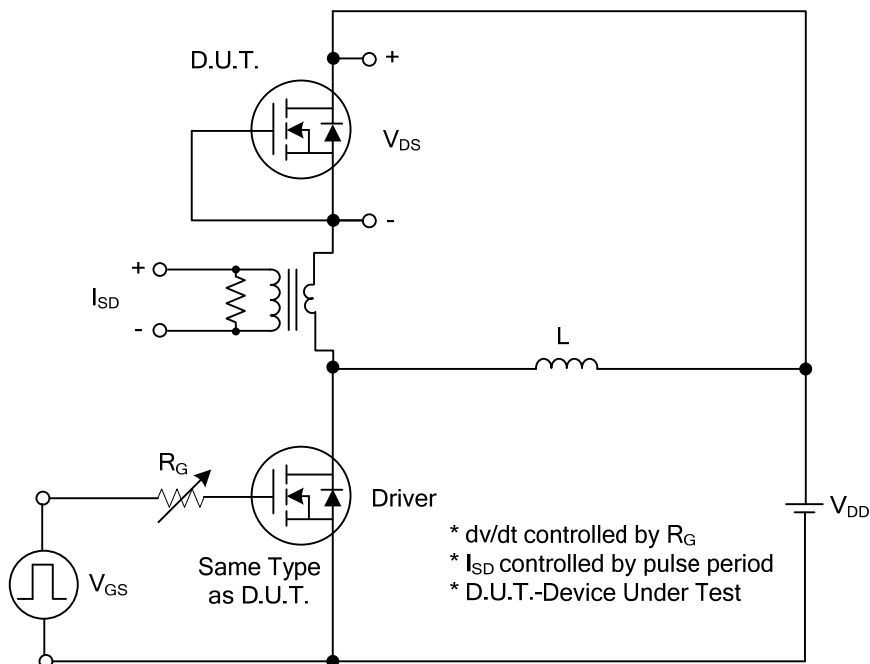 D.U.T.
+
V_DS
-
+
I_SD
-
L
R_G
Driver
V_DD
V_GS
Same Type
as D.U.T.
* dv/dt controlled by R_G
* I_SD controlled by pulse period
* D.U.T.-Device Under Test